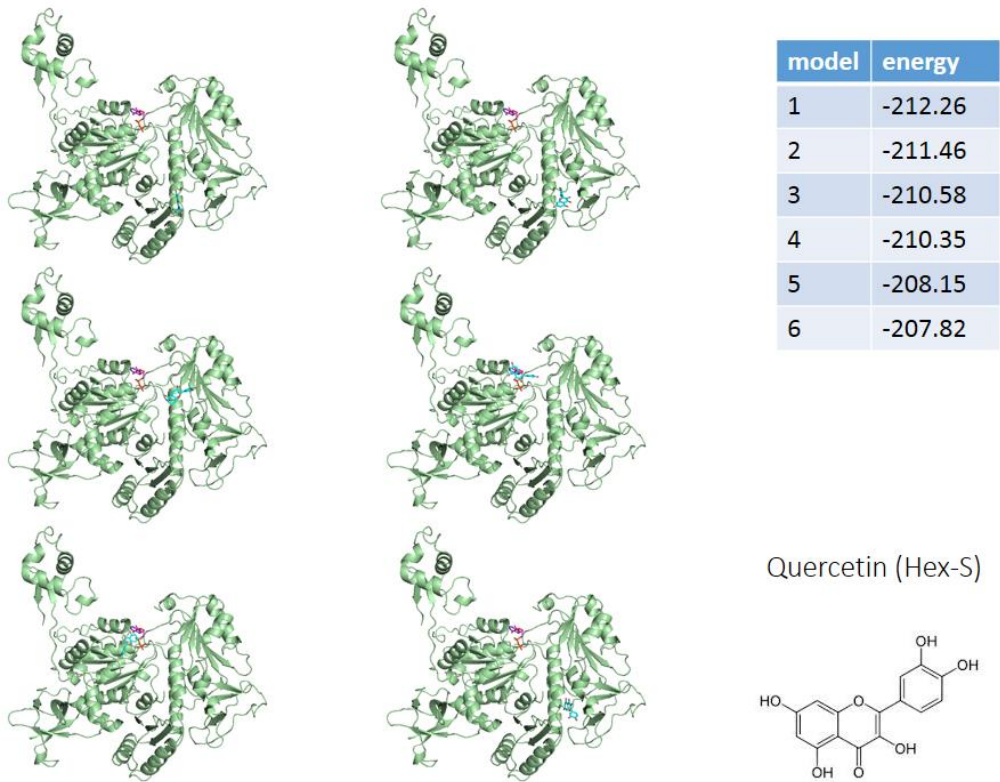 model energy
1 -212.26
2 -211.46
3 -210.58
4 -210.35
5 -208.15
6 -207.82
Quercetin (Hex-S)
OH
OH
HO
O
OH
OH
O